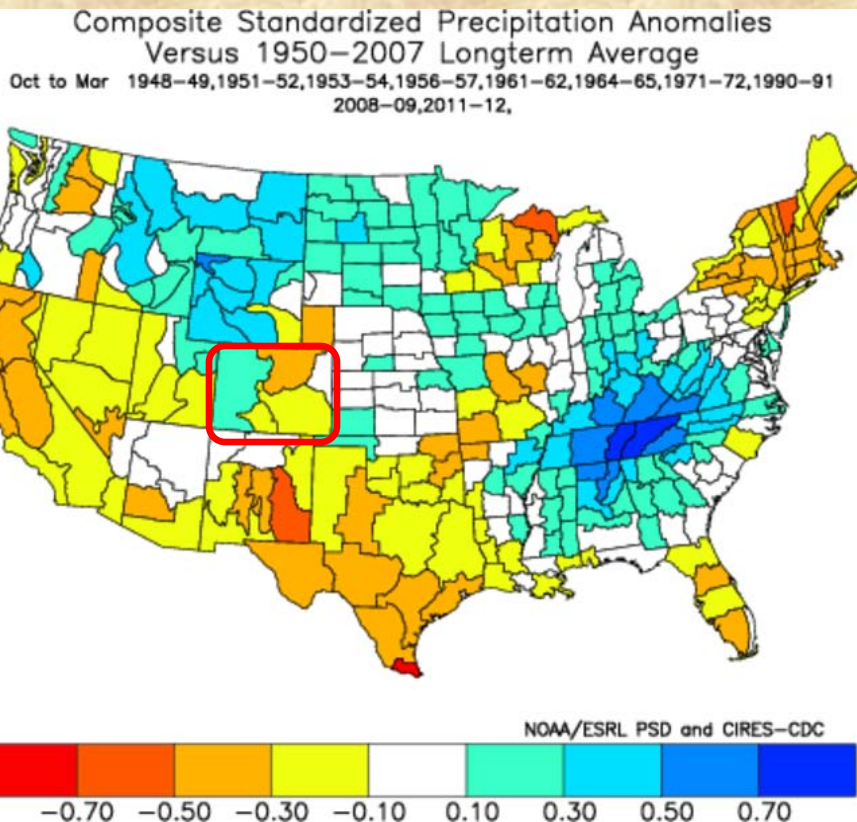 Composite Standardized Precipitation Anomalies
Versus 1950-2007 Longterm Average
Oct to Mar 1948-49,1951-52,1953-54,1956-57,1961-62,1964-65,1971-72,1990-91
2008-09,2011-12,
NOAA/ESRL PSD and CIRES-CDC
-0.70 -0.50 -0.30 -0.10 0.10 0.30 0.50 0.70